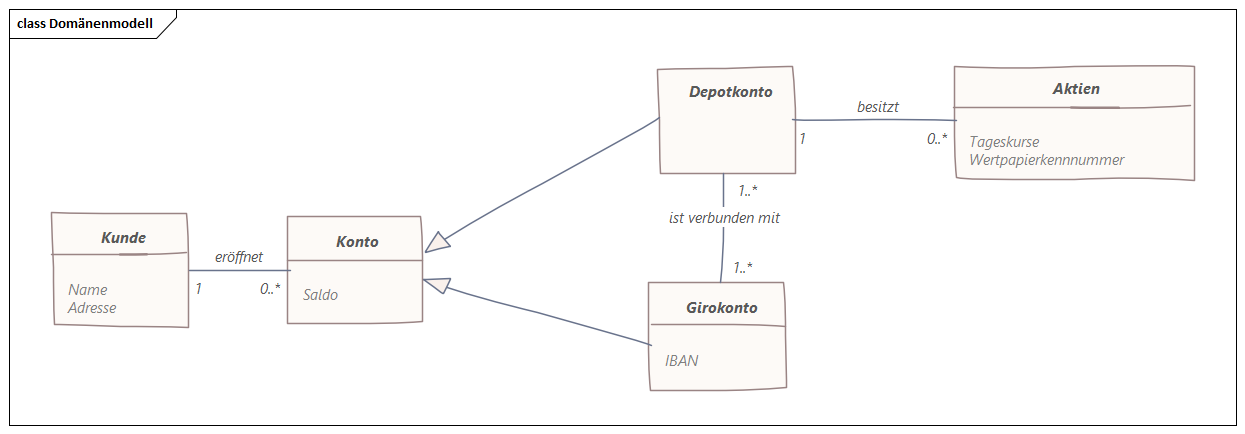 class Domänenmodell
Depotkonto
besitzt
1
0..*
Aktien
Tageskurse
Wertpapierkennnummer
1..*
ist verbunden mit
1..*
Kunde
Name
Adresse
eröffnet
1
0..*
Konto
Saldo
Girokonto
IBAN